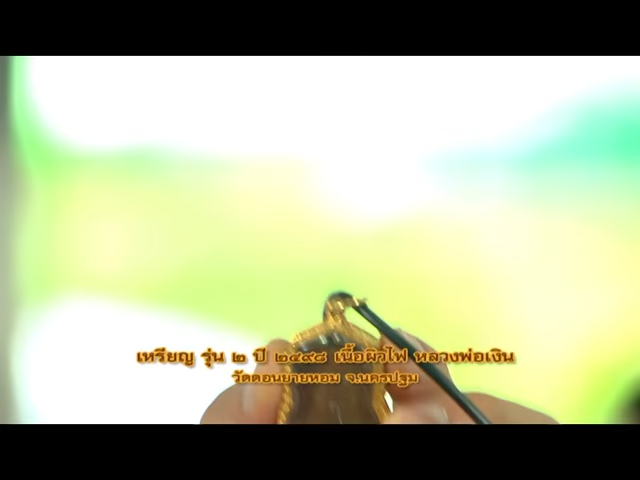 เหรียญ รุ่น ๒ ปี ๒๔๙๘ เนื้อผิวไฟ หลวงพ่อเงิน
วัดดอนยายหอม จ.นครปฐม